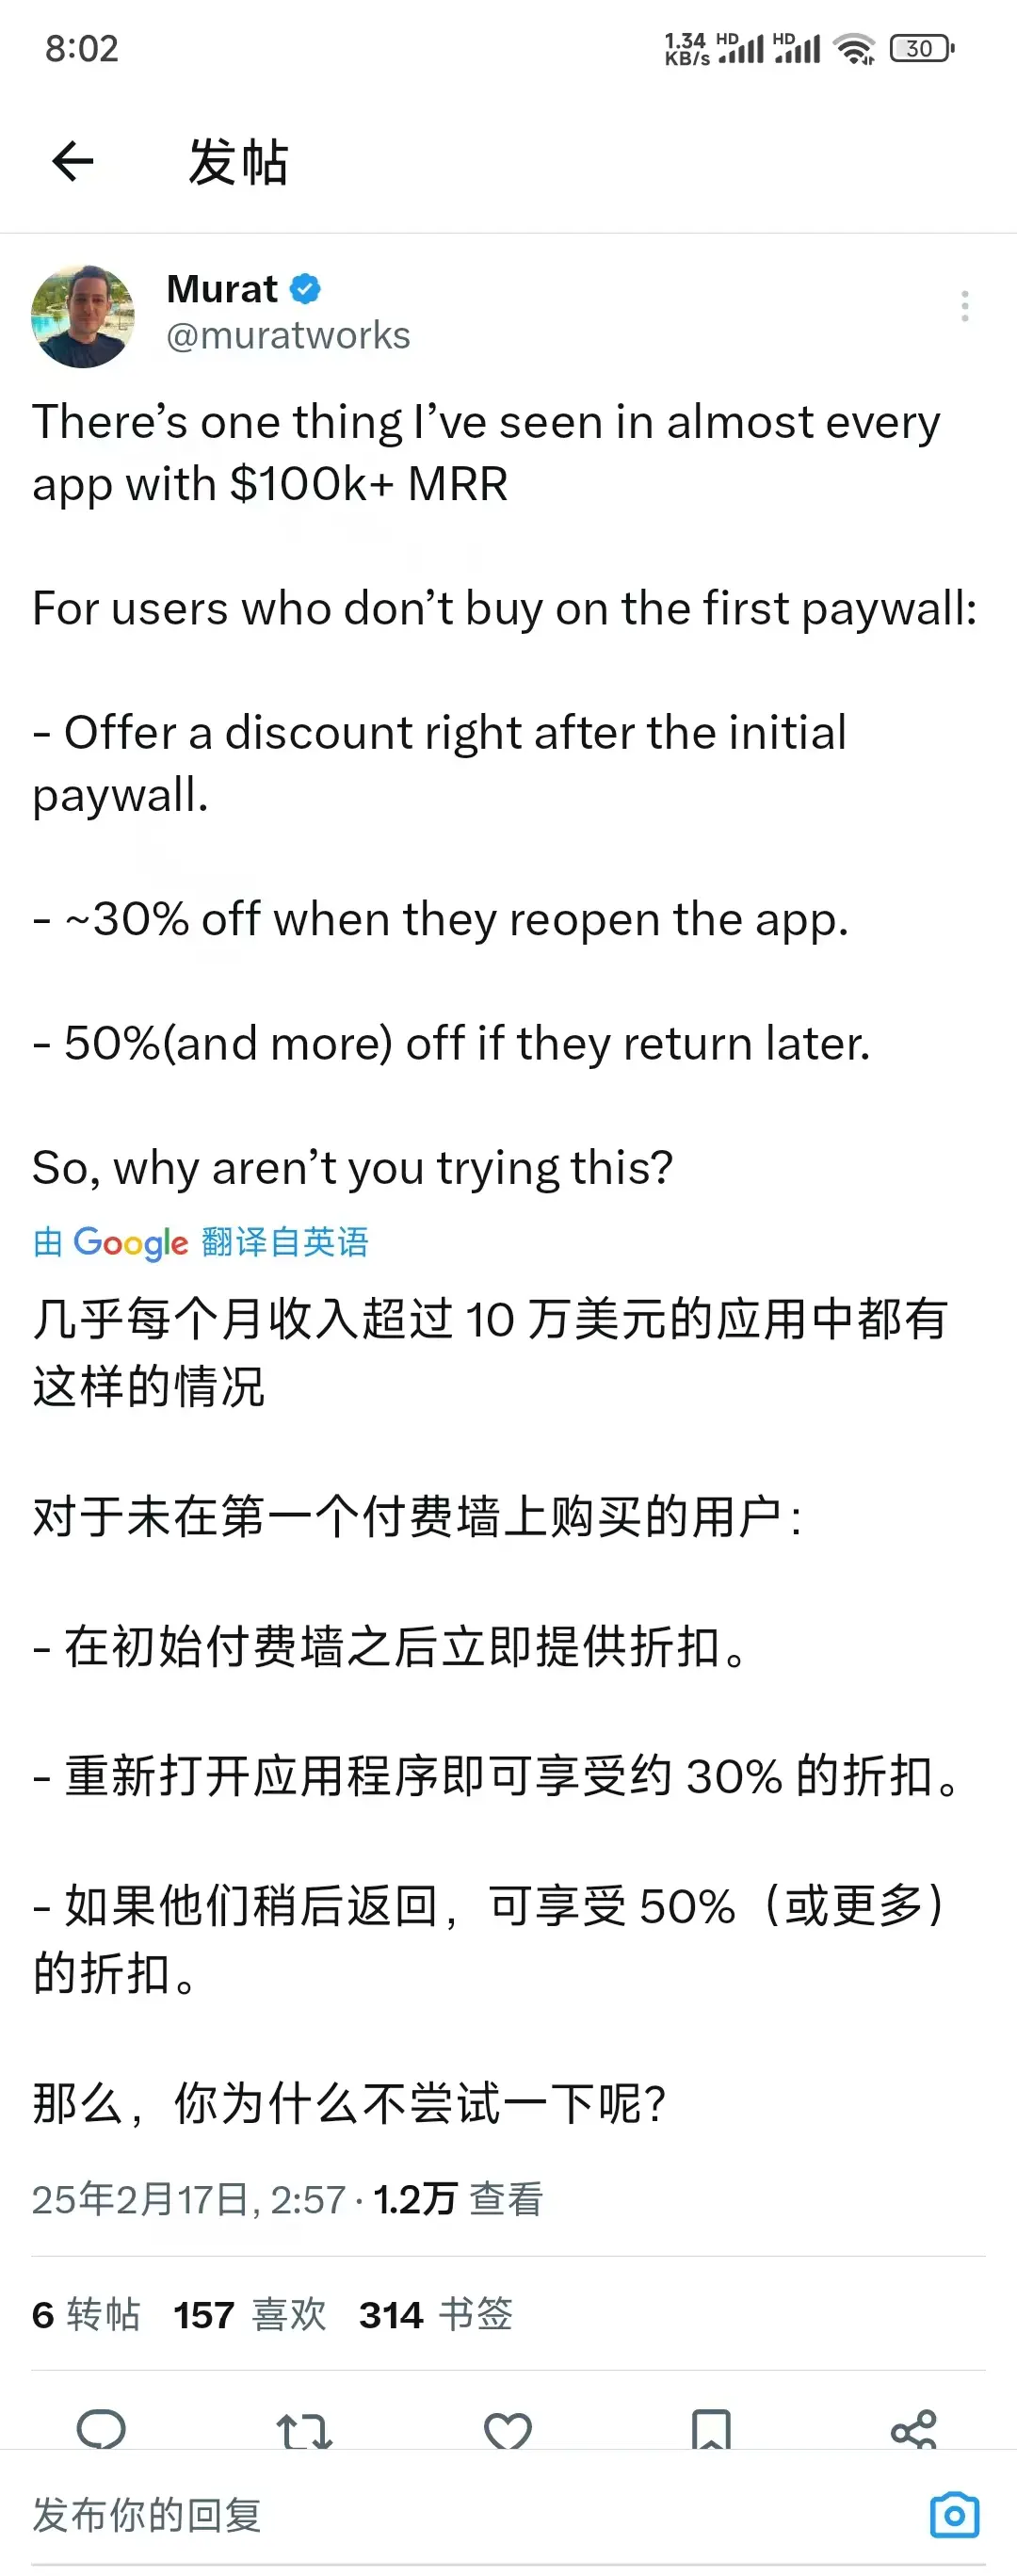 8:02
1.34 KB/s HD HD 30
发帖
Murat
@muratworks
There’s one thing I’ve seen in almost every
app with $100k+ MRR
For users who don’t buy on the first paywall:
- Offer a discount right after the initial
paywall.
- ~30% off when they reopen the app.
- 50%(and more) off if they return later.
So, why aren’t you trying this?
由 Google 翻译自英语
几乎每个月收入超过 10 万美元的应用中都有
这样的情况
对于未在第一个付费墙上购买的用户：
- 在初始付费墙之后立即提供折扣。
- 重新打开应用程序即可享受约 30% 的折扣。
- 如果他们稍后返回，可享受 50%（或更多）
的折扣。
那么，你为什么不尝试一下呢？
25年2月17日, 2:57 · 1.2万 查看
6 转帖 157 喜欢 314 书签
发布你的回复